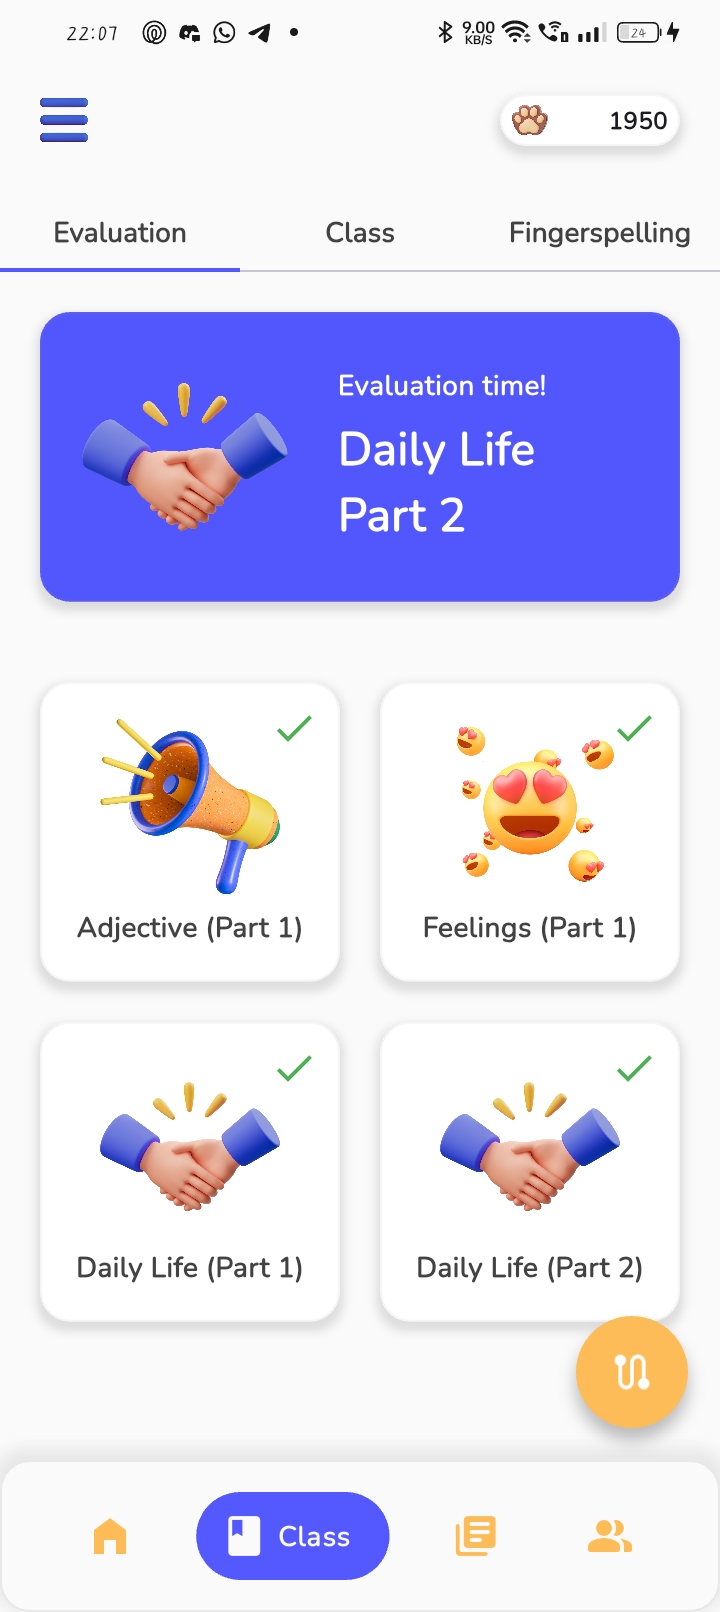 22:07
9.00
KB/S
24
1950
Evaluation
Class
Fingerspelling
Evaluation time!
Daily Life
Part 2
Adjective (Part 1)
Feelings (Part 1)
Daily Life (Part 1)
Daily Life (Part 2)
Class